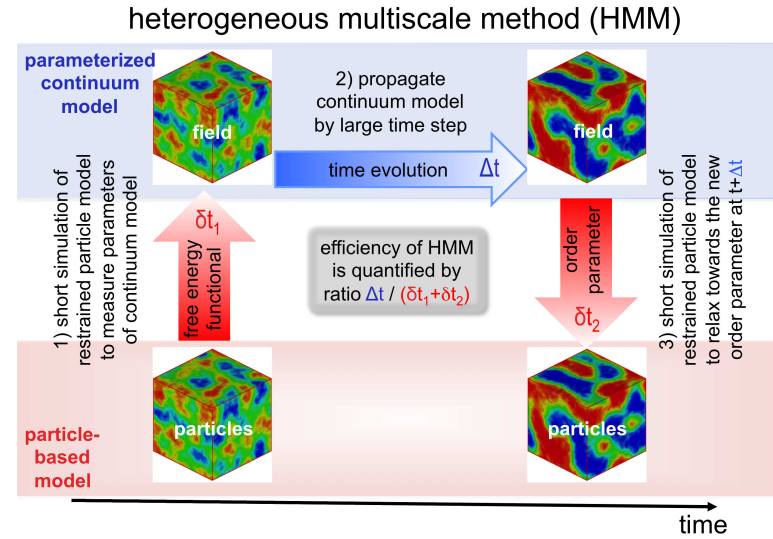 heterogeneous multiscale method (HMM)
parameterized
continuum
model
field
2) propagate
continuum model
by large time step
time evolution Δt
field
1) short simulation of
restrained particle model
to measure parameters
of continuum model
δt1
free energy
functional
efficiency of HMM
is quantified by
ratio Δt / (δt1+δt2)
order
parameter
δt2
3) short simulation of
restrained particle model
to relax towards the new
order parameter at t+Δt
particle-
based
model
particles
particles
time